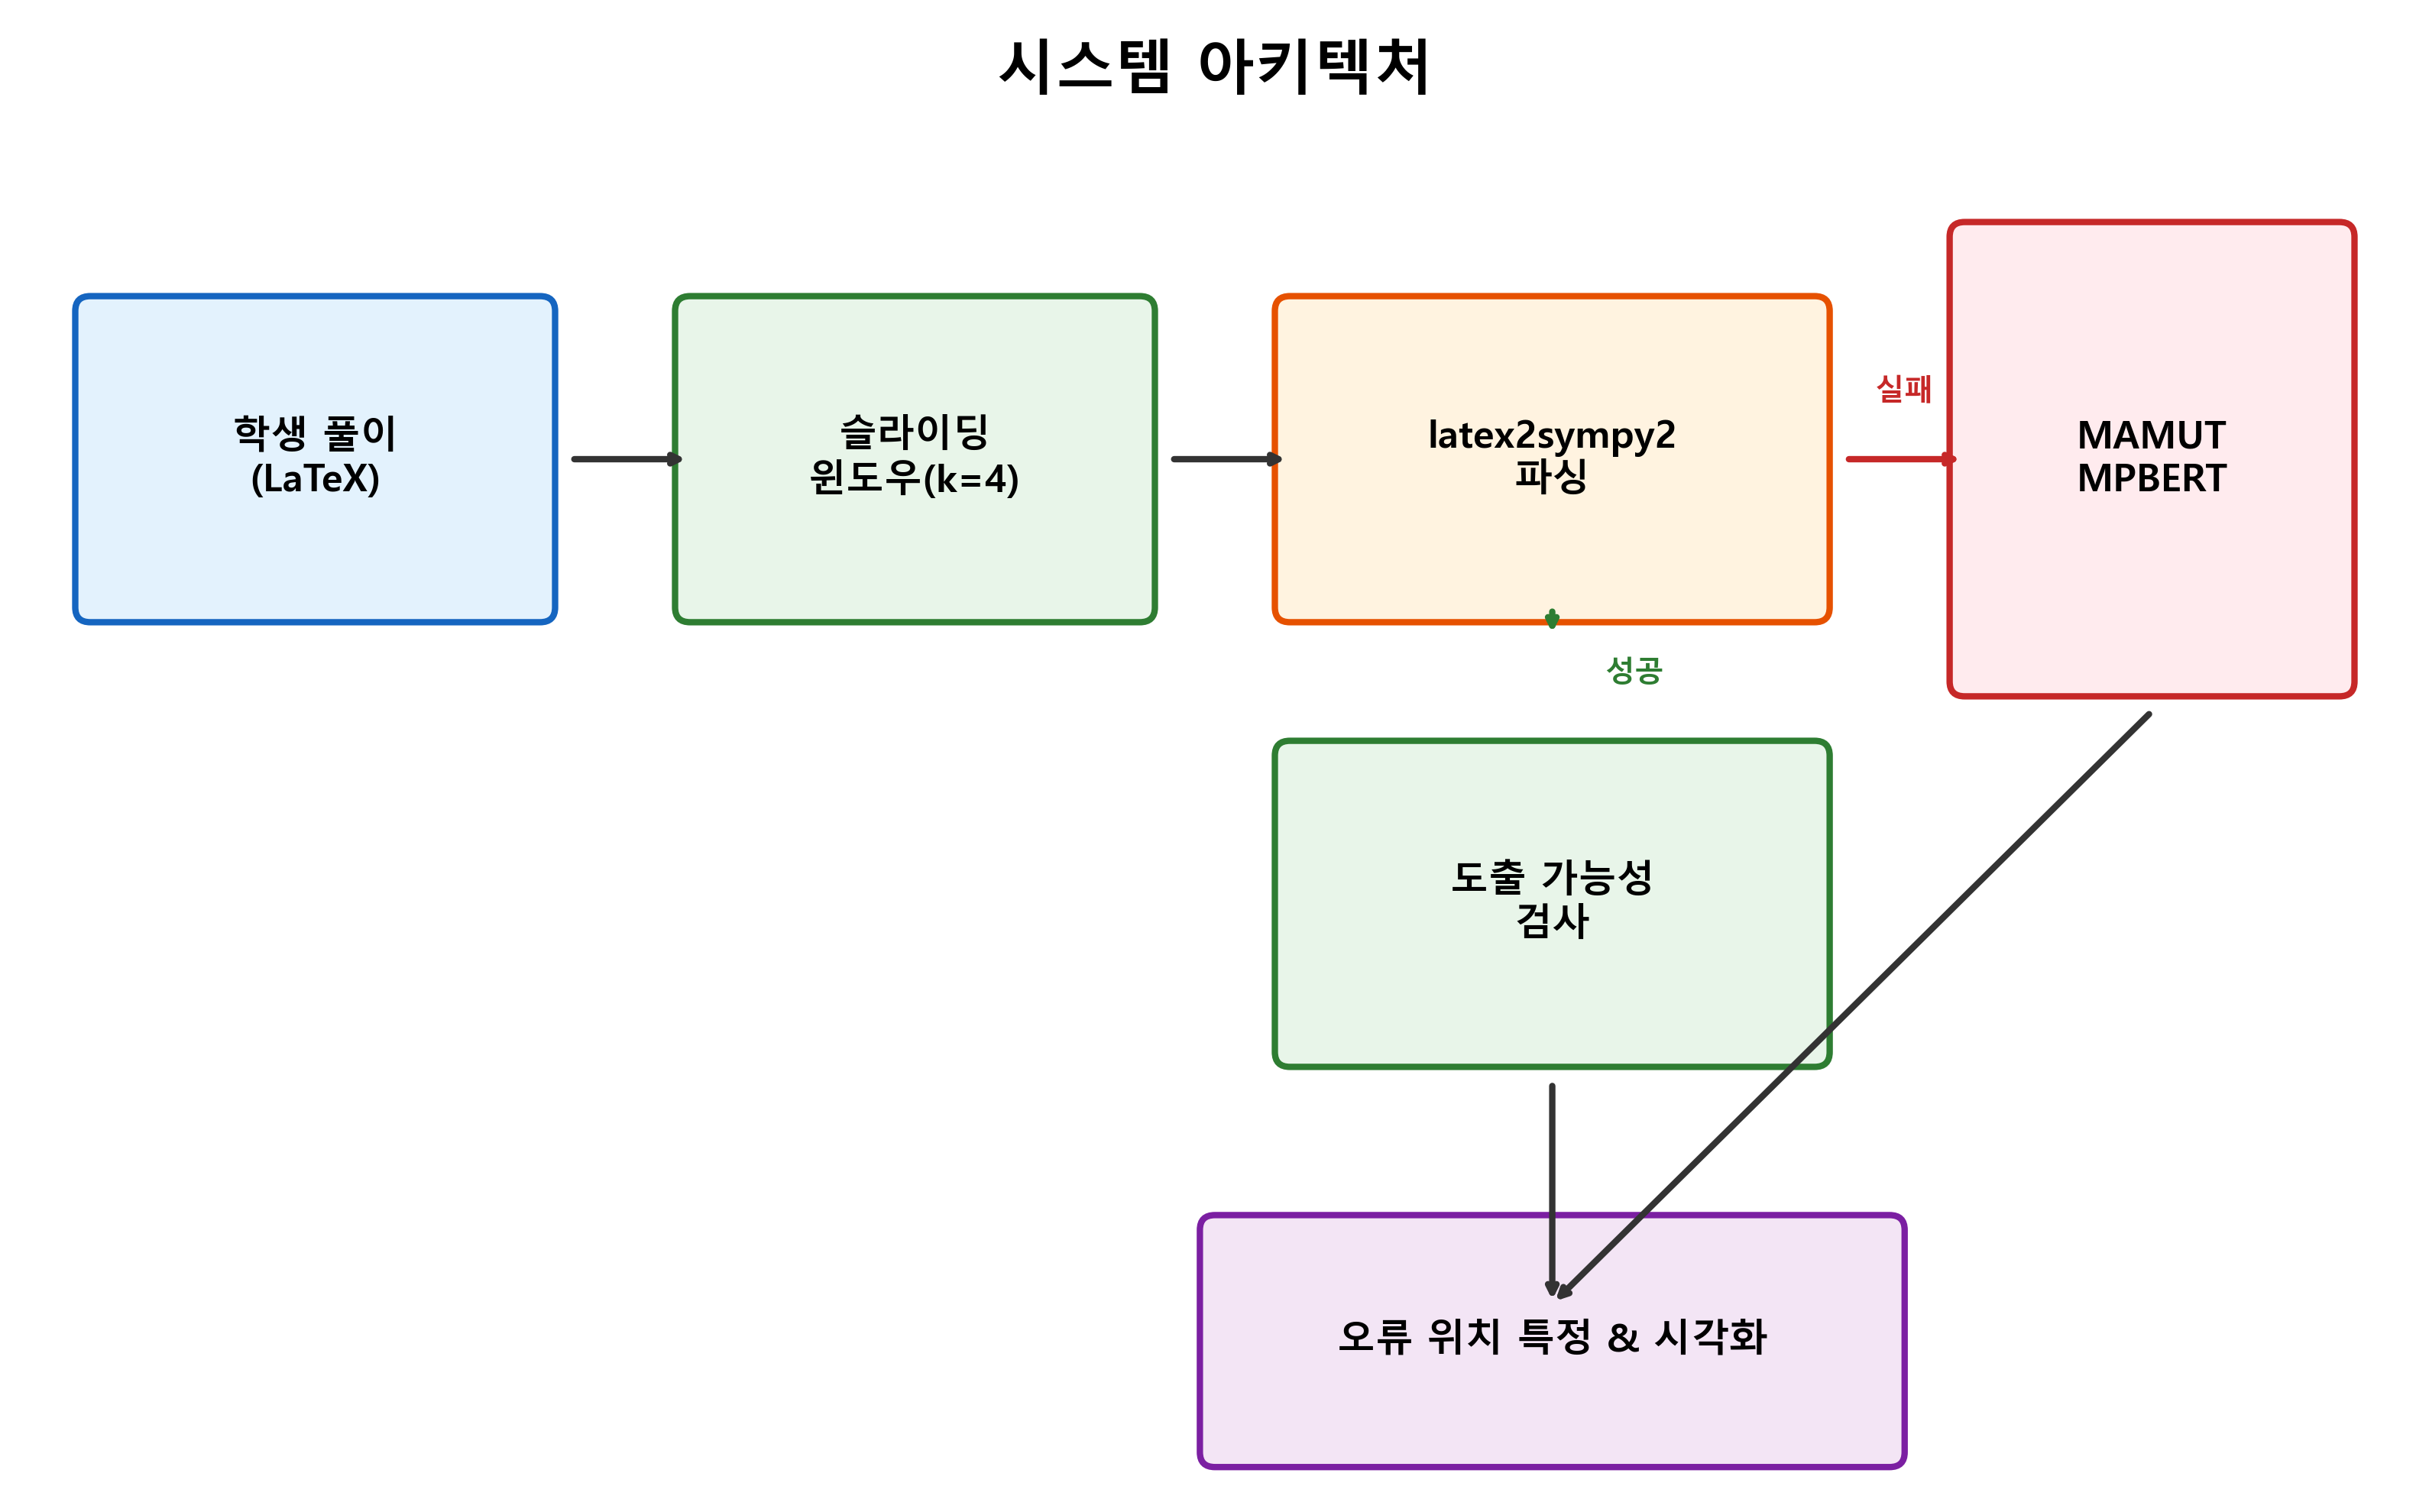 시스템 아키텍처
학생 풀이
(LaTeX)
슬라이딩
윈도우(k=4)
latex2sympy2
파싱
실패
MAMUT
MPBERT
성공
도출 가능성
검사
오류 위치 특정 & 시각화